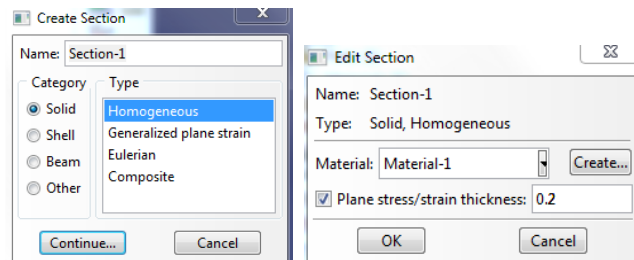 Create Section
X
Name: Section-1
Category Type
Solid
Shell
Beam
Other
Homogeneous
Generalized plane strain
Eulerian
Composite
Continue... Cancel
Edit Section
Name: Section-1
Type: Solid, Homogeneous
Material: Material-1 Create...
Plane stress/strain thickness: 0.2
OK Cancel